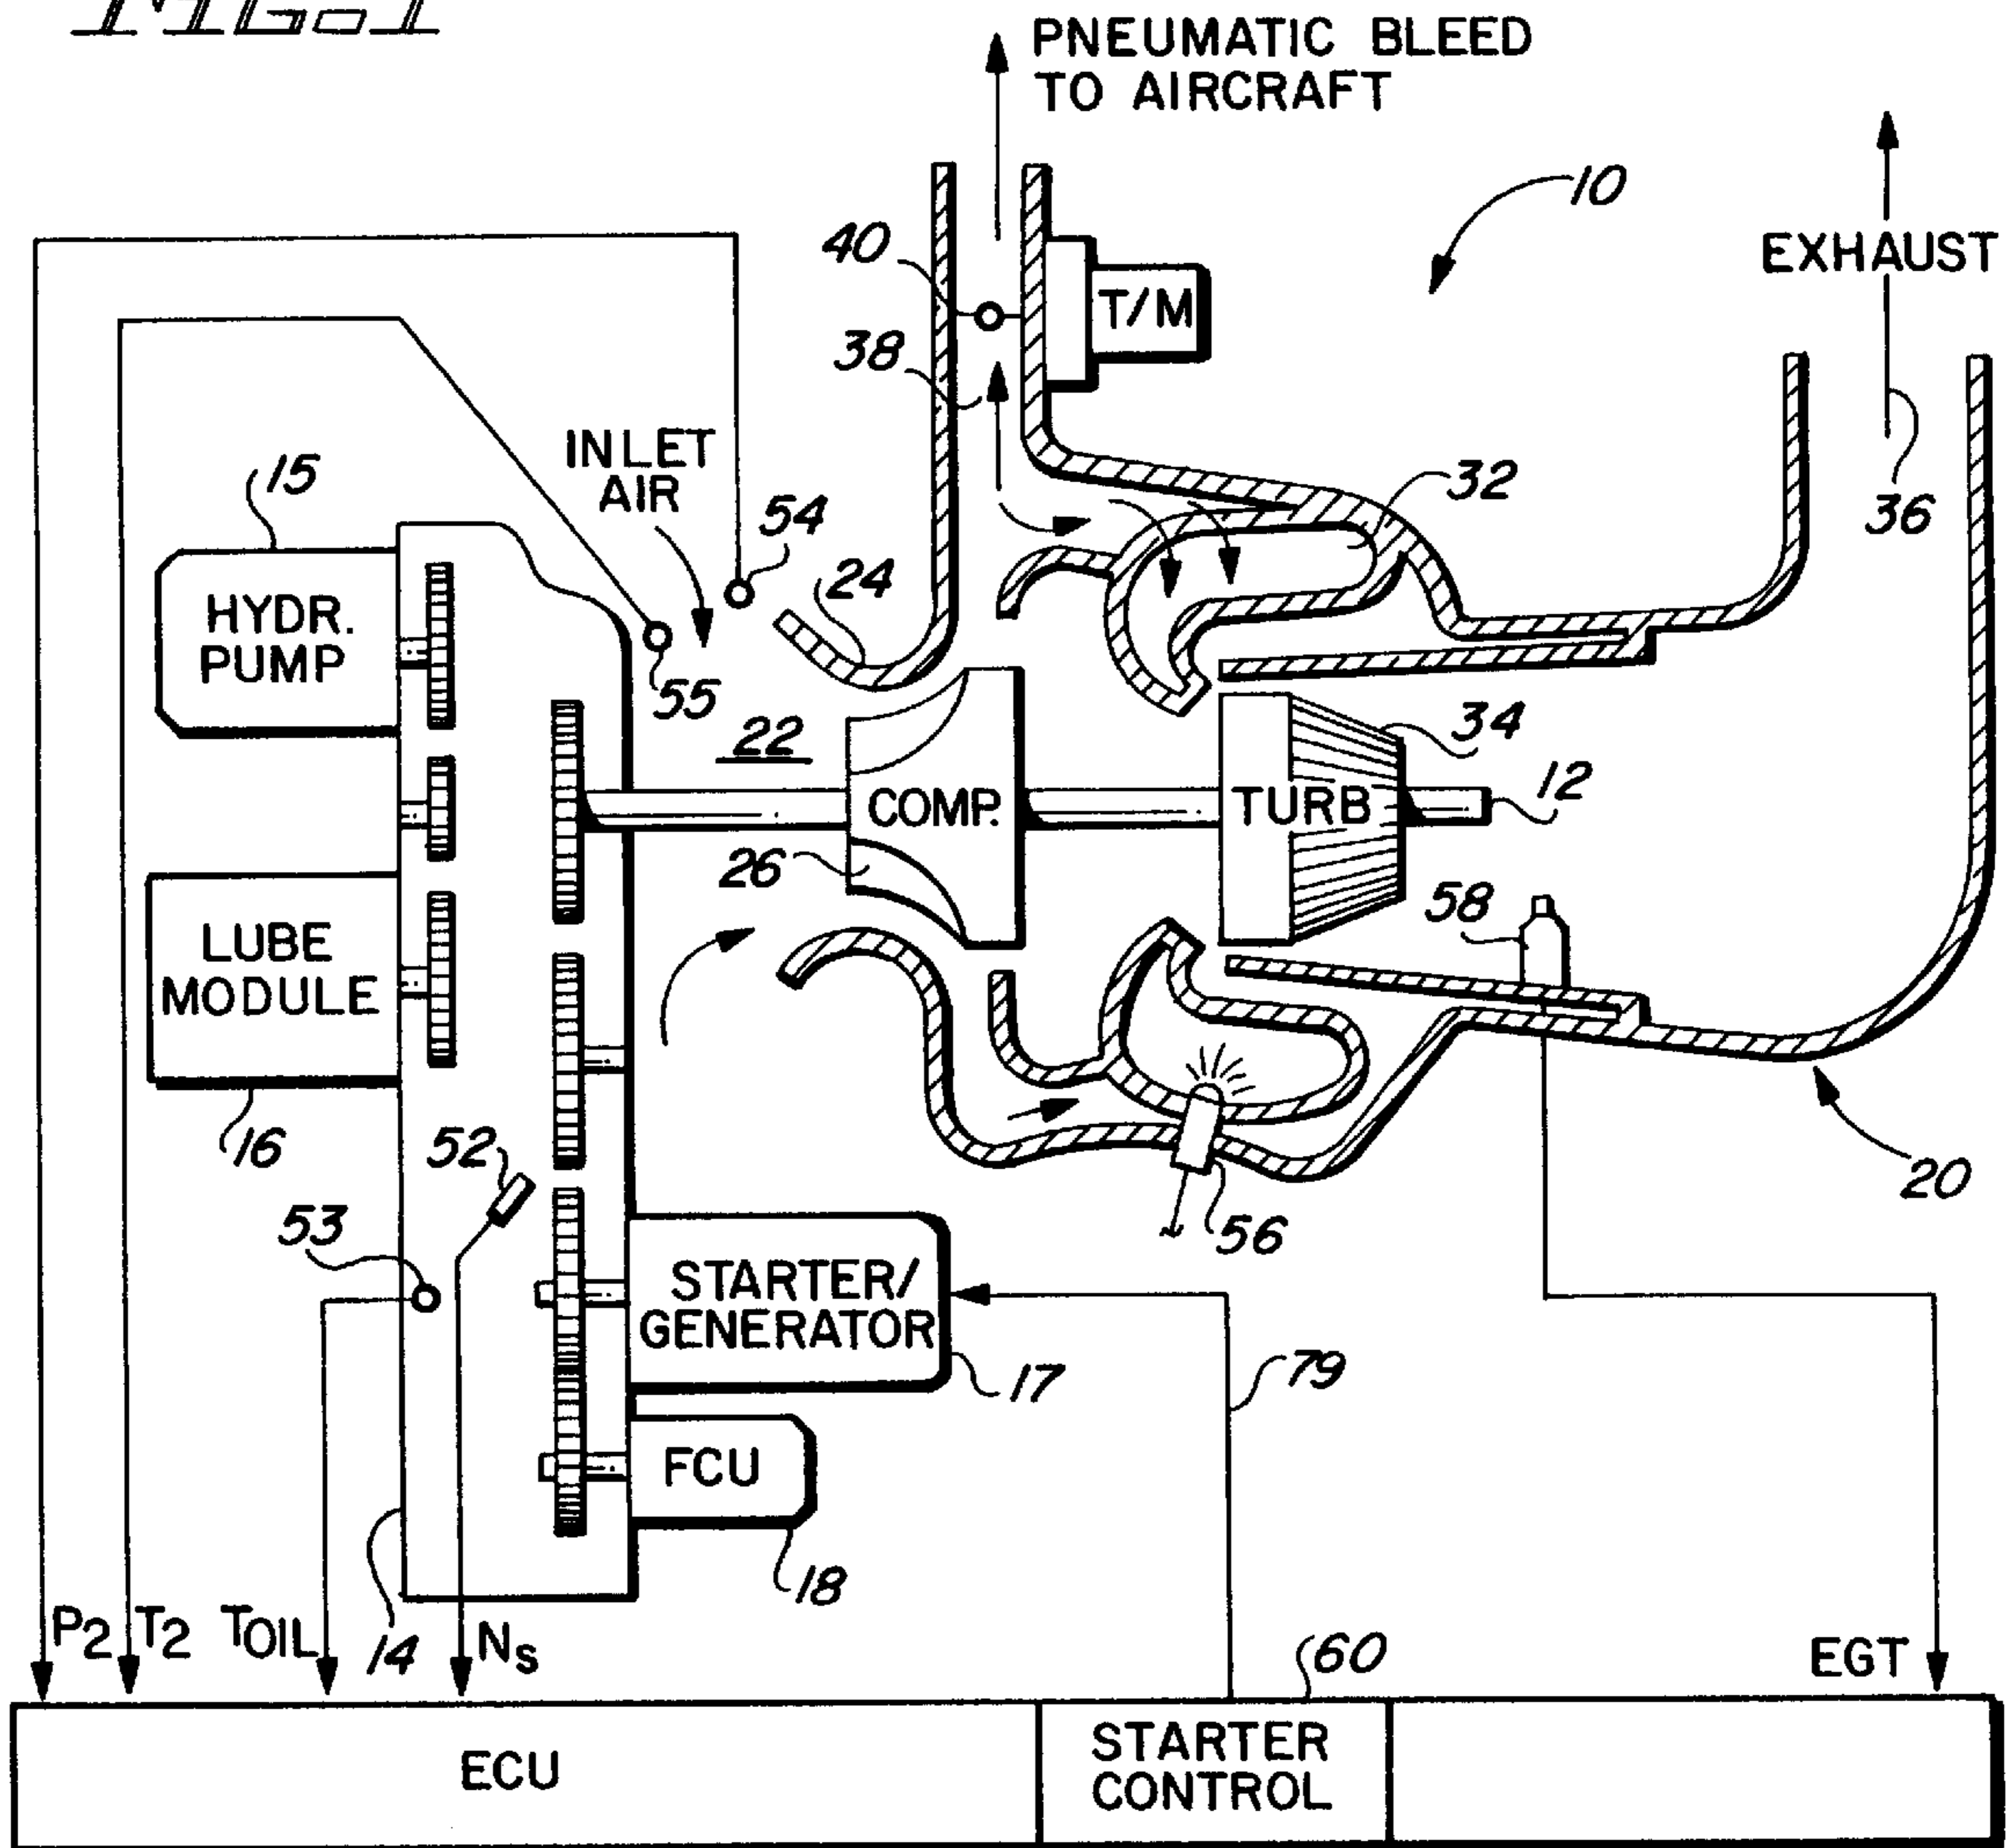 FIG.1
PNEUMATIC BLEED
TO AIRCRAFT
10
EXHAUST
40
T/M
38
INLET
AIR
15
54
32
36
24
HYDR.
PUMP
55
22
34
12
COMP.
TURB
26
58
LUBE
MODULE
16
52
53
56
20
STARTER/
GENERATOR
17
79
FCU
18
P2
T2
TOIL
14
Ns
60
EGT
ECU
STARTER
CONTROL